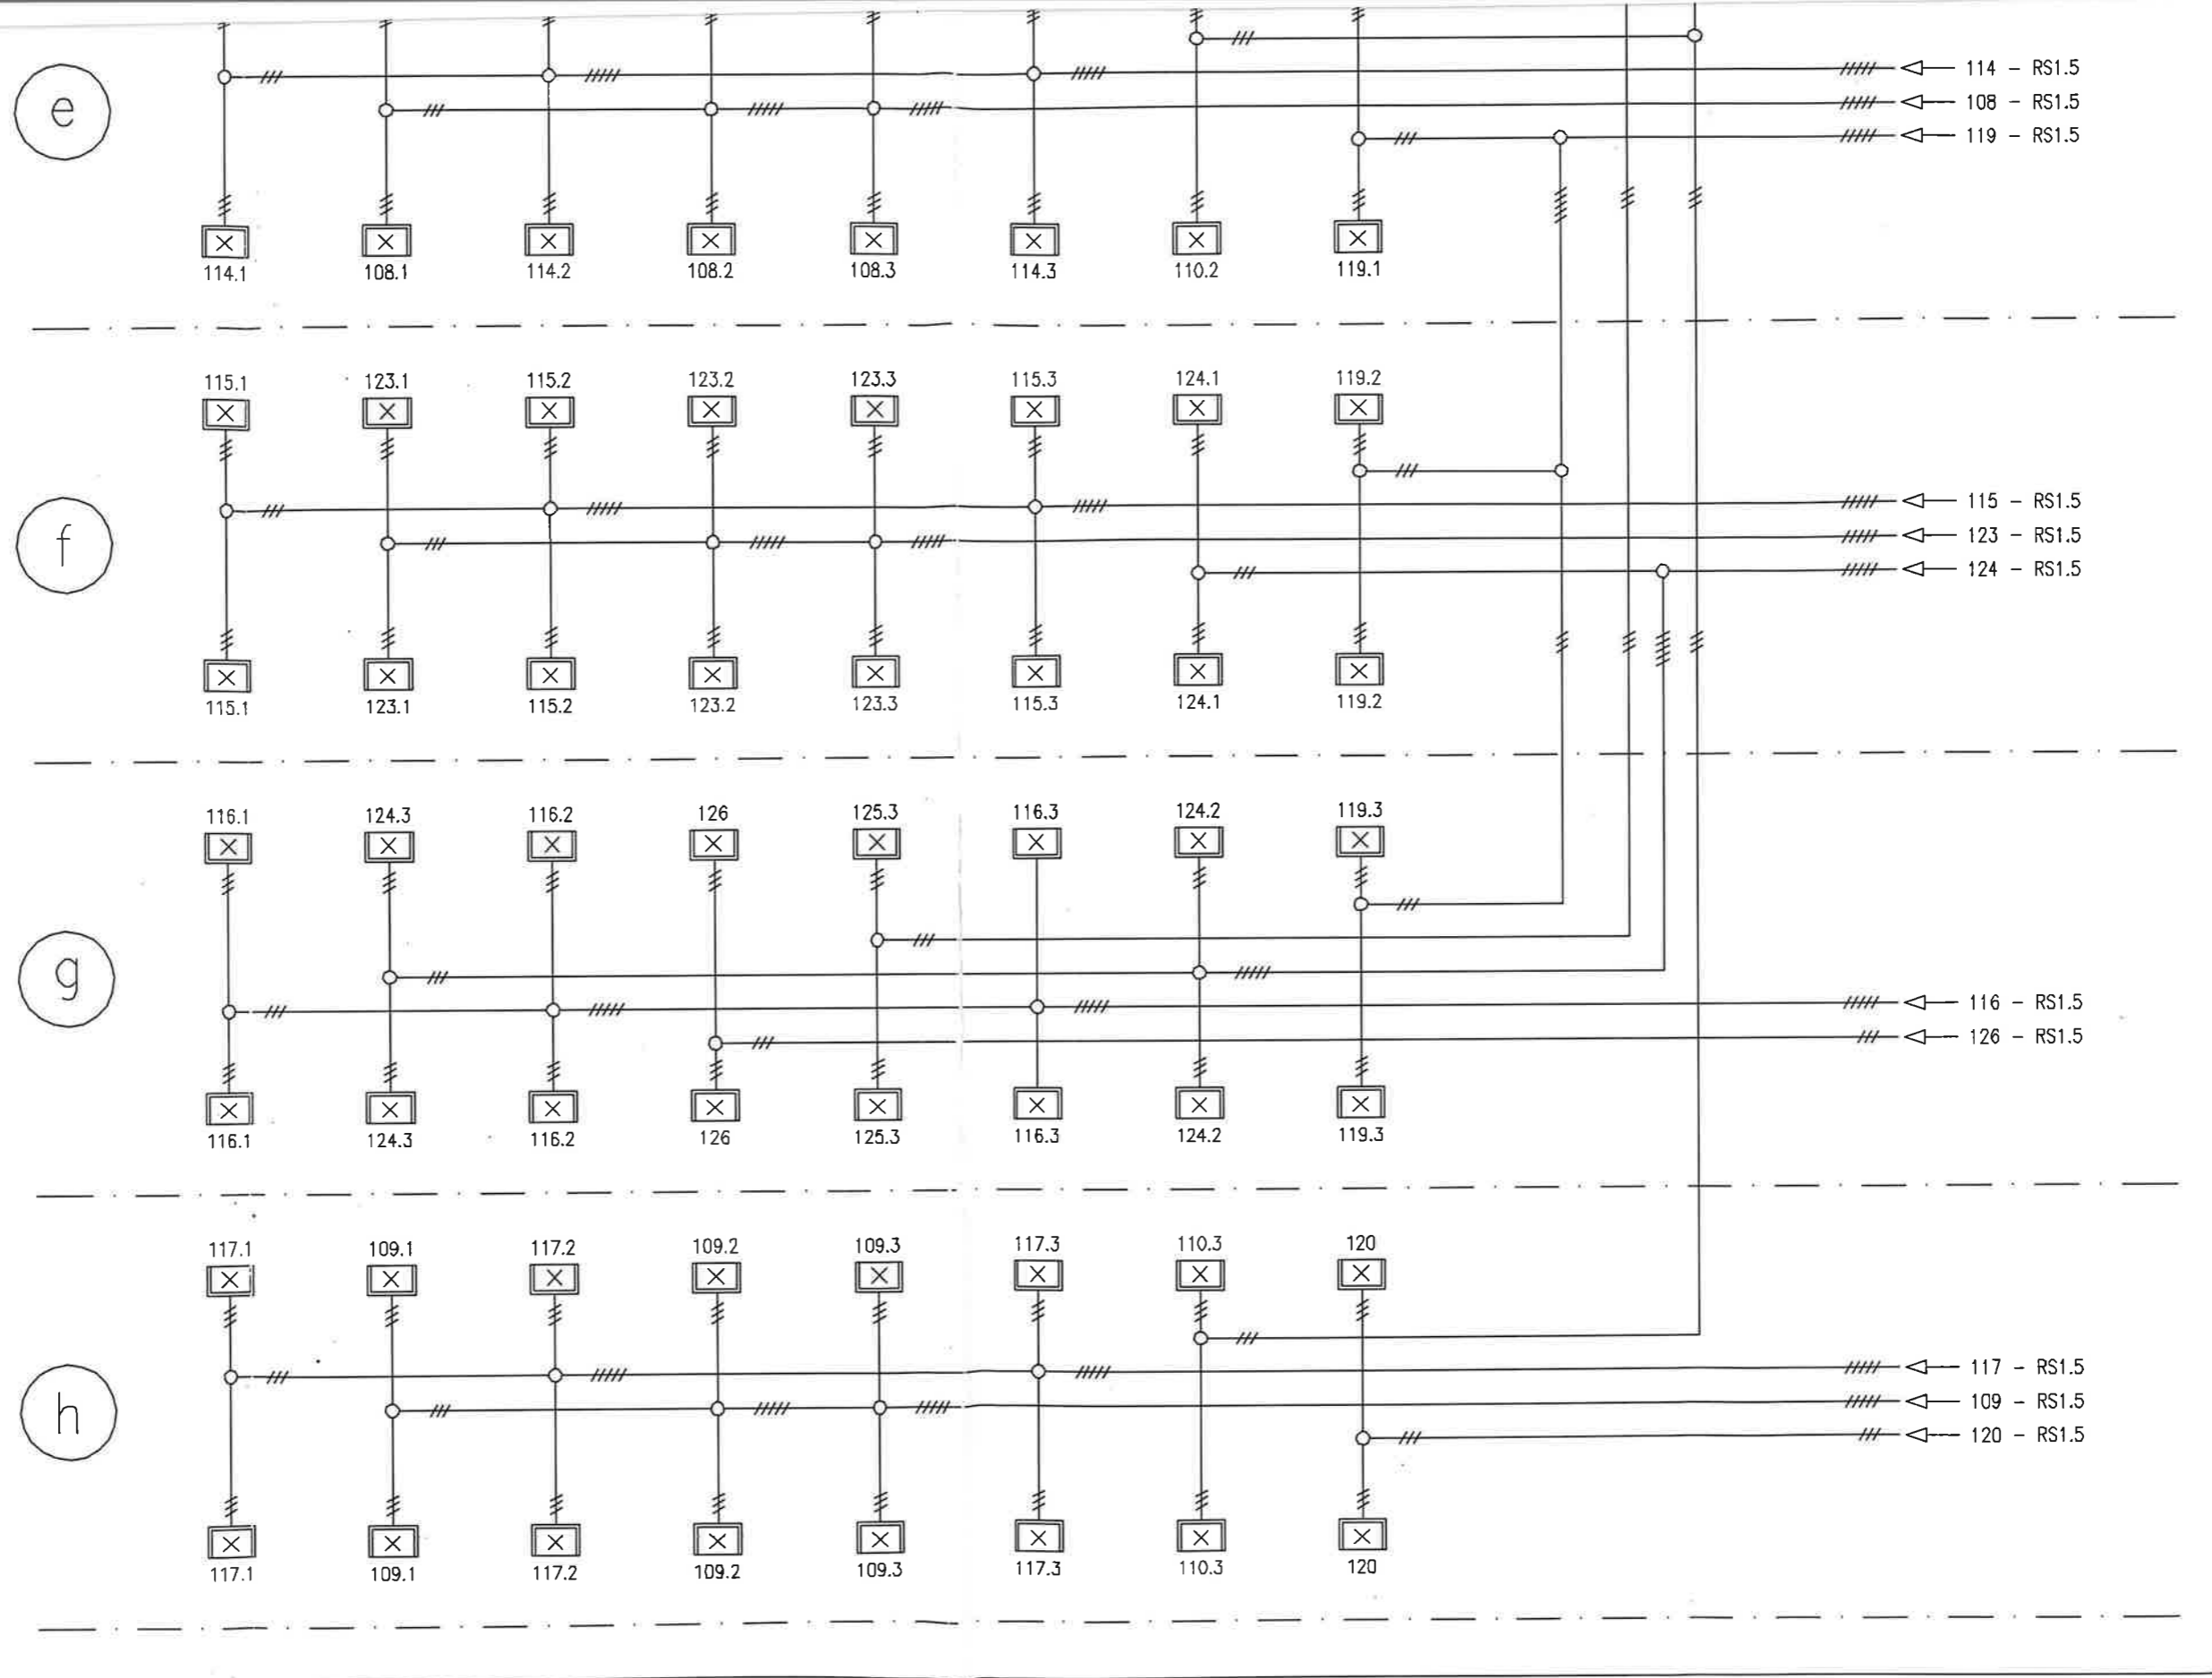 114 - RS1.5
108 - RS1.5
e
119 - RS1.5
114.1 108.1 114.2 108.2 108.3 114.3 110.2 119.1
115.1 123.1 115.2 123.2 123.3 115.3 124.1 119.2
115 - RS1.5
f
123 - RS1.5
124 - RS1.5
115.1 123.1 115.2 123.2 123.3 115.3 124.1 119.2
116.1 124.3 116.2 126 125.3 116.3 124.2 119.3
g
116 - RS1.5
126 - RS1.5
116.1 124.3 116.2 126 125.3 116.3 124.2 119.3
117.1 109.1 117.2 109.2 109.3 117.3 110.3 120
117 - RS1.5
h
109 - RS1.5
120 - RS1.5
117.1 109.1 117.2 109.2 109.3 117.3 110.3 120